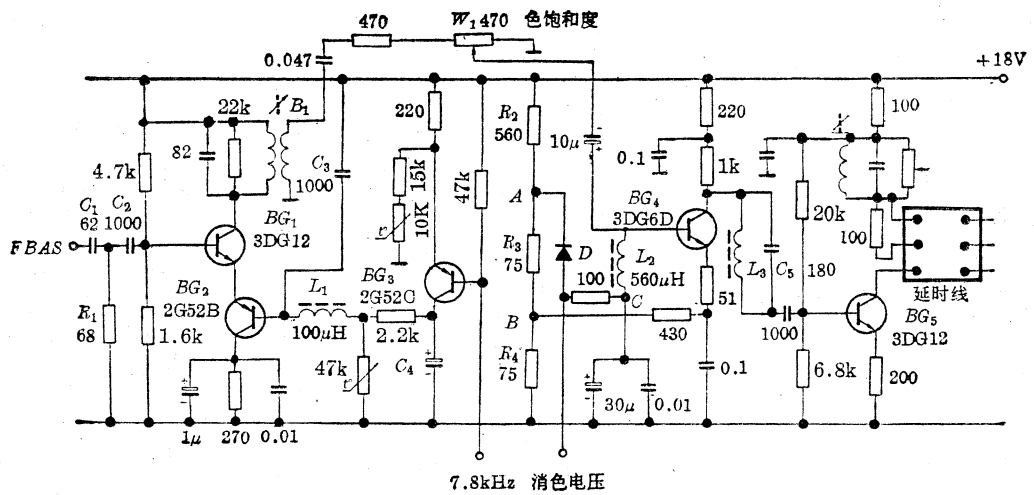 470
W₁470 色饱和度
0.047
+18V
22k
B₁
82
4.7k
C₁
62
C₂
1000
FBAS
R₁
68
1.6k
BG₁
3DG12
BG₂
2G52B
1μ
270
0.01
C₃
1000
L₁
100μH
47k
r
220
15k
10K
r
BG₃
2G52C
2.2k
C₄
47k
7.8kHz 消色电压
R₂
560
A
R₃
75
B
R₄
75
D
100
10μ
L₂
560μH
C
30μ
0.01
430
220
0.1
1k
BG₄
3DG6D
51
0.1
L₃
C₅
180
1000
20k
6.8k
100
100
延时线
BG₅
3DG12
200